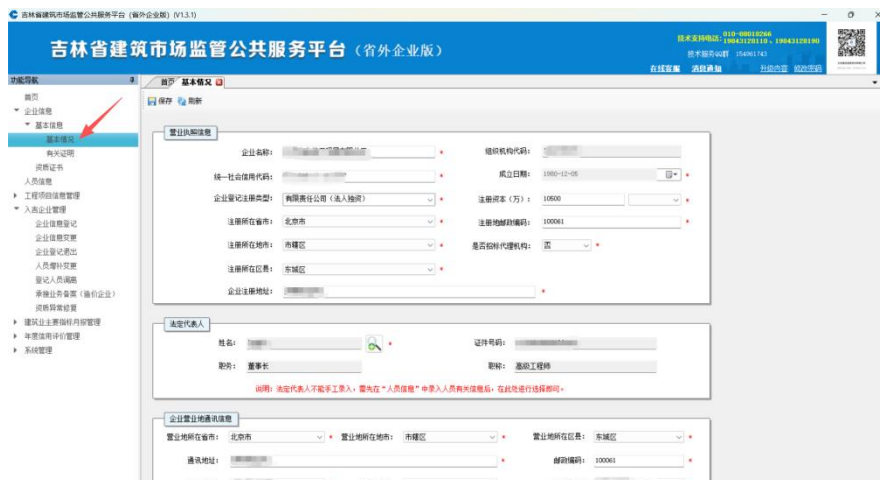 吉林省建筑市场监管公共服务平台（省外企业版）(V1.3.1)
吉林省建筑市场监管公共服务平台（省外企业版）
技术支持电话：010-88018266
19043128110、19843128190
技术服务QQ群 154061743
在线客服 消息通知 升级内容 修改密码
功能导航
首页 基本情况
首页
企业信息
基本信息
基本情况
有关证明
资质证书
人员信息
工程项目信息管理
入吉企业管理
企业信息登记
企业信息变更
企业登记退出
人员增补变更
登记人员调离
承接业务备案（造价企业）
资质异常修复
建筑业主要指标月报管理
年度信用评价管理
系统管理
保存 刷新
营业执照信息
企业名称： * 组织机构代码：
统一社会信用代码： * 成立日期： 1980-12-05 *
企业登记注册类型： 有限责任公司（法人独资） * 注册资本（万）： 10500 *
注册所在省市： 北京市 * 注册地邮政编码： 100061 *
注册所在地市： 市辖区 * 是否招标代理机构： 否 *
注册所在区县： 东城区 *
企业注册地址： *
法定代表人
姓名： * 证件号码：
职务： 董事长 职称： 高级工程师
说明：法定代表人不能手工录入，需先在“人员信息”中录入人员有关信息后，在此处进行选择即可。
企业营业地通讯信息
营业地所在省市： 北京市 * 营业地所在地市： 市辖区 * 营业地所在区县： 东城区 *
通讯地址： * 邮政编码： 100061 *